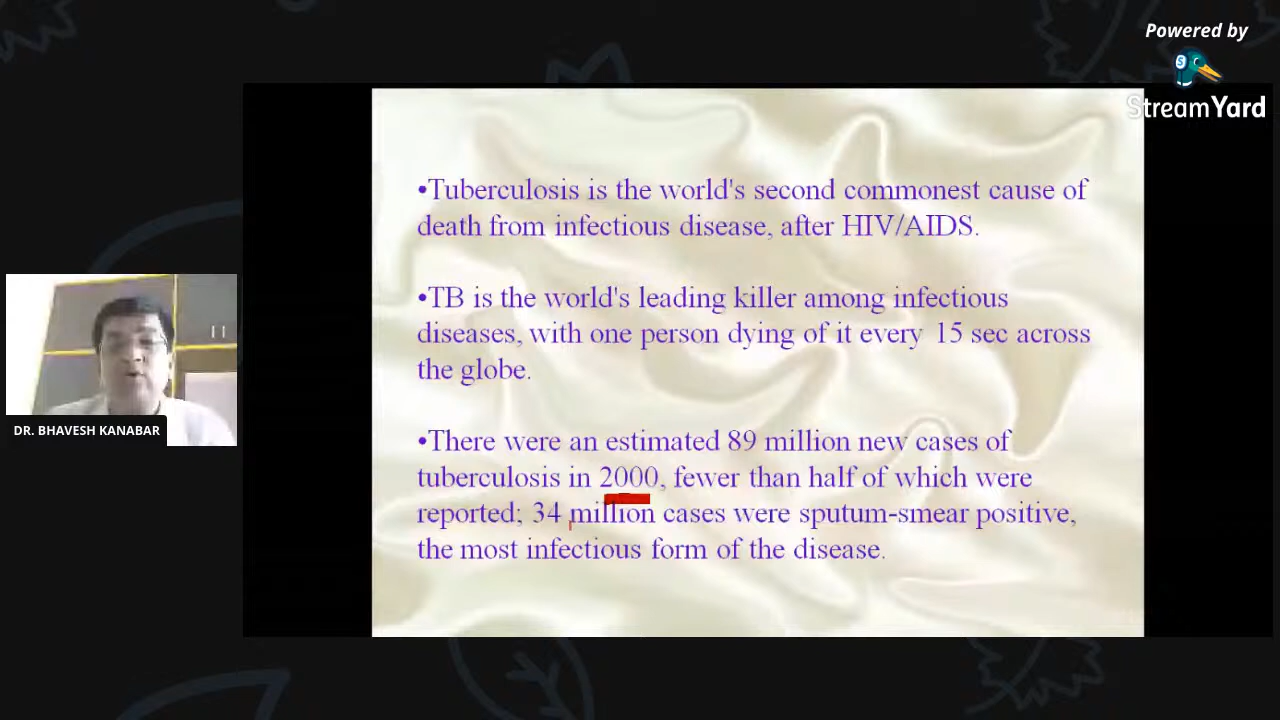 Powered by
StreamYard
•Tuberculosis is the world's second commonest cause of
death from infectious disease, after HIV/AIDS.
•TB is the world's leading killer among infectious
diseases, with one person dying of it every 15 sec across
the globe.
•There were an estimated 89 million new cases of
tuberculosis in 2000, fewer than half of which were
reported; 34 million cases were sputum-smear positive,
the most infectious form of the disease.
DR. BHAVESH KANABAR